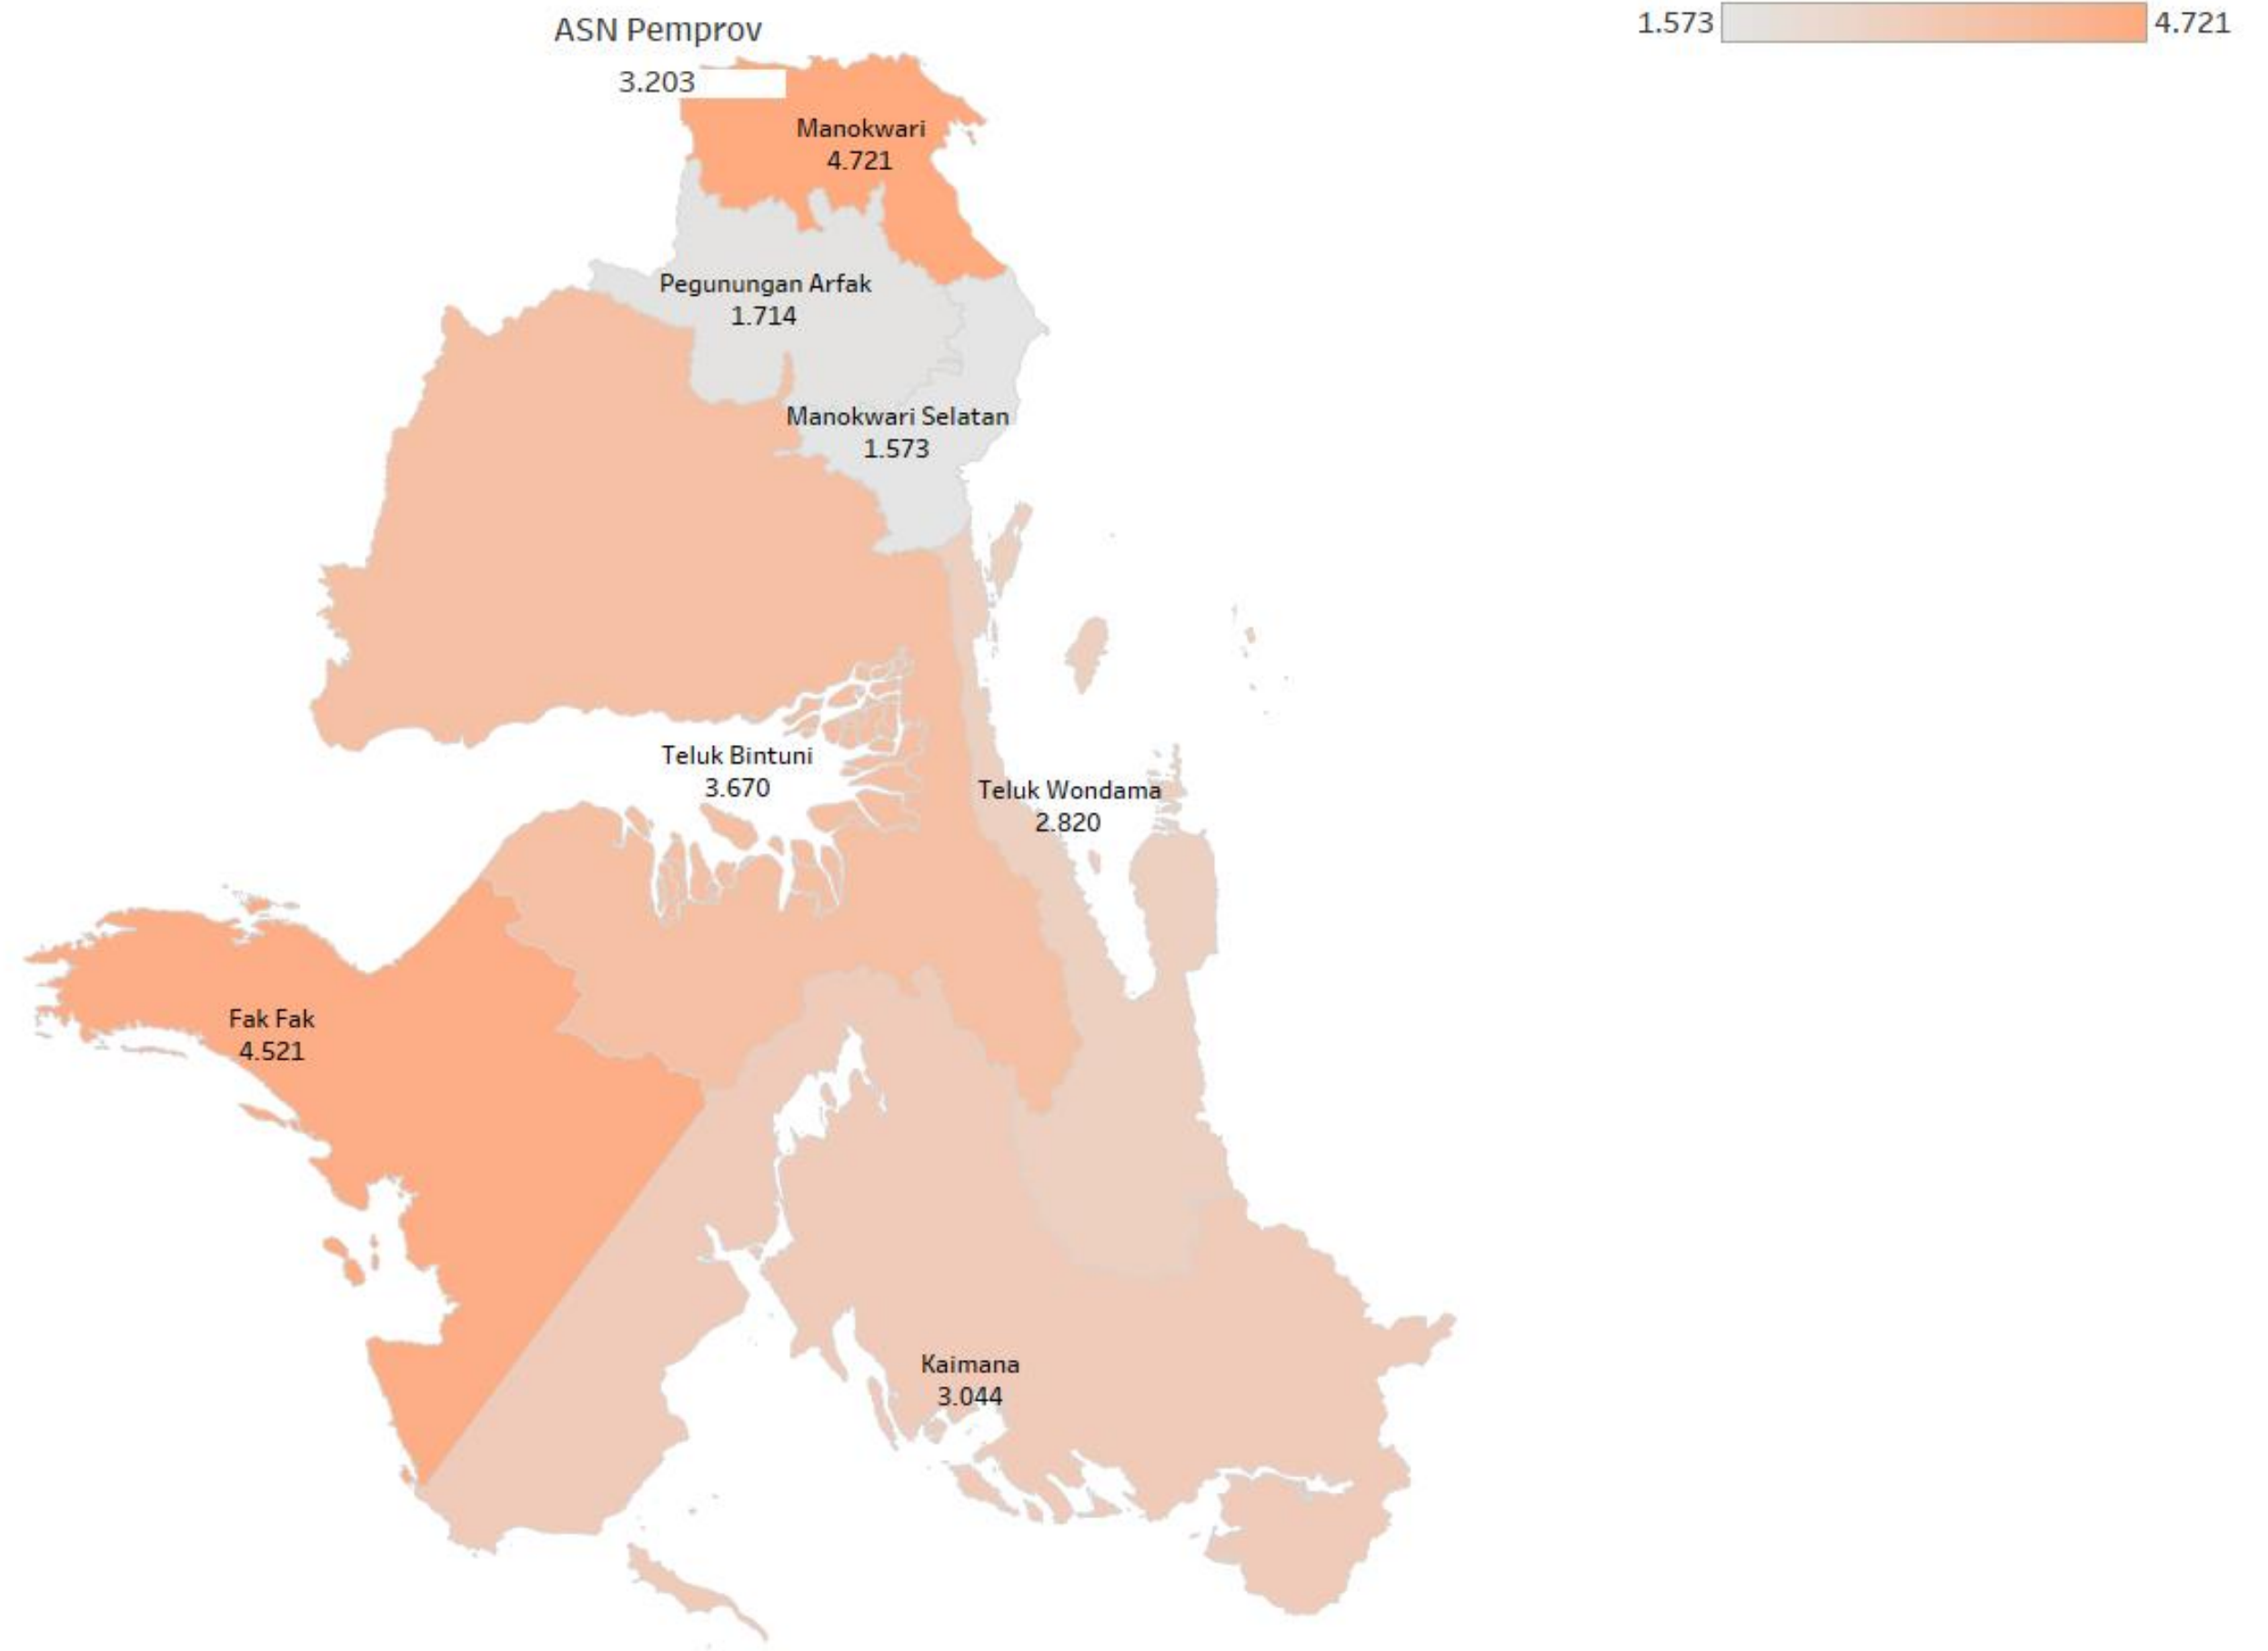 ASN Pemprov
3.203
1.573
4.721
Manokwari
4.721
Pegunungan Arfak
1.714
Manokwari Selatan
1.573
Teluk Bintuni
3.670
Teluk Wondama
2.820
Fak Fak
4.521
Kaimana
3.044